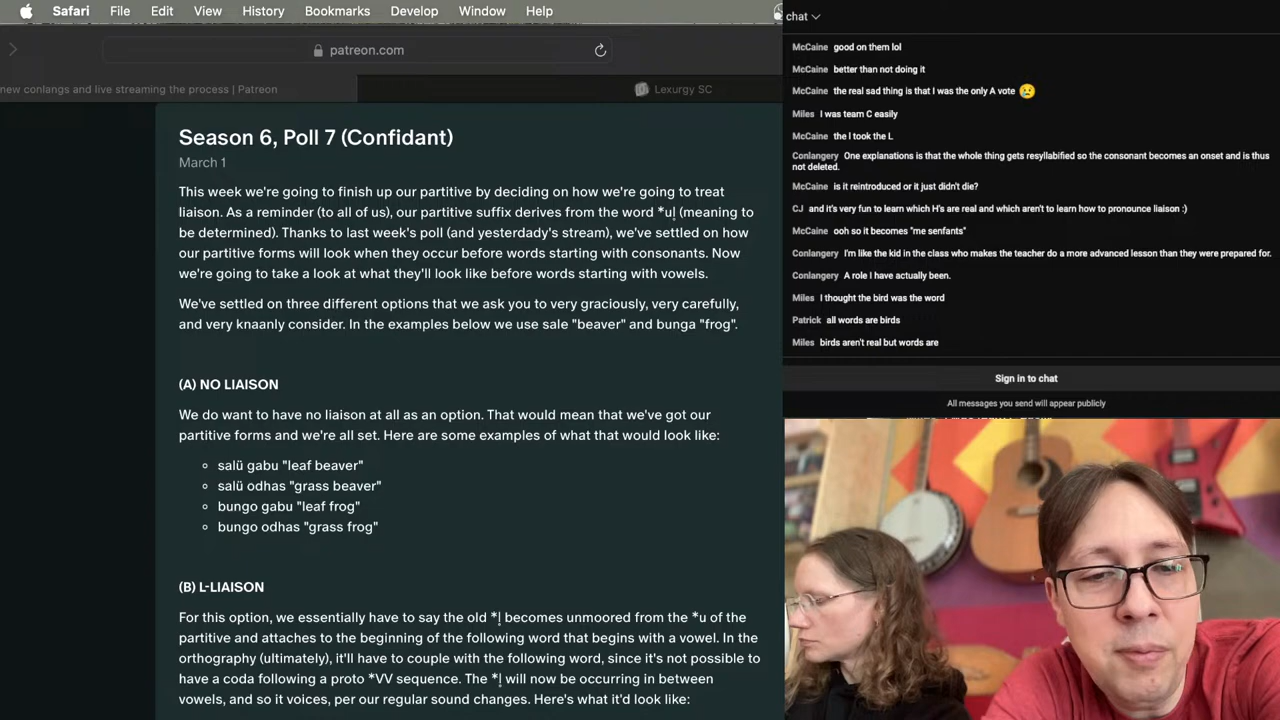 Safari File Edit View History Bookmarks Develop Window Help
patreon.com
new conlangs and live streaming the process | Patreon
Lexurgy SC
Season 6, Poll 7 (Confidant)
March 1
This week we're going to finish up our partitive by deciding on how we're going to treat
liaison. As a reminder (to all of us), our partitive suffix derives from the word *uḷ (meaning to
be determined). Thanks to last week's poll (and yesterdady's stream), we've settled on how
our partitive forms will look when they occur before words starting with consonants. Now
we're going to take a look at what they'll look like before words starting with vowels.
We've settled on three different options that we ask you to very graciously, very carefully,
and very knaanly consider. In the examples below we use sale "beaver" and bunga "frog".
(A) NO LIAISON
We do want to have no liaison at all as an option. That would mean that we've got our
partitive forms and we're all set. Here are some examples of what that would look like:
salü gabu "leaf beaver"
salü odhas "grass beaver"
bungo gabu "leaf frog"
bungo odhas "grass frog"
(B) L-LIAISON
For this option, we essentially have to say the old *ḷ becomes unmoored from the *u of the
partitive and attaches to the beginning of the following word that begins with a vowel. In the
orthography (ultimately), it'll have to couple with the following word, since it's not possible to
have a coda following a proto *VV sequence. The *ḷ will now be occurring in between
vowels, and so it voices, per our regular sound changes. Here's what it'd look like:
chat
McCaine good on them lol
McCaine better than not doing it
McCaine the real sad thing is that I was the only A vote 😢
Miles I was team C easily
McCaine the l took the L
Conlangery One explanations is that the whole thing gets resyllabified so the consonant becomes an onset and is thus
not deleted.
McCaine is it reintroduced or it just didn't die?
CJ and it's very fun to learn which H's are real and which aren't to learn how to pronounce liaison :)
McCaine ooh so it becomes "me senfants"
Conlangery I'm like the kid in the class who makes the teacher do a more advanced lesson than they were prepared for.
Conlangery A role I have actually been.
Miles I thought the bird was the word
Patrick all words are birds
Miles birds aren't real but words are
Sign in to chat
All messages you send will appear publicly